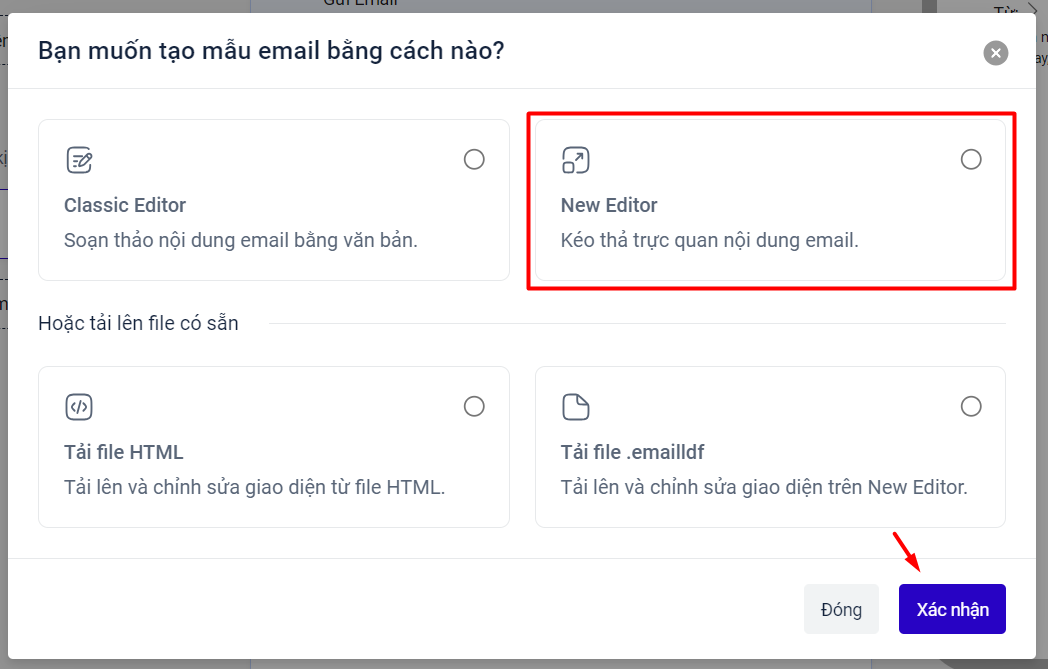 Gửi Email
Từ:
Bạn muốn tạo mẫu email bằng cách nào?
Classic Editor
Soạn thảo nội dung email bằng văn bản.
New Editor
Kéo thả trực quan nội dung email.
Hoặc tải lên file có sẵn
Tải file HTML
Tải lên và chỉnh sửa giao diện từ file HTML.
Tải file .emailldf
Tải lên và chỉnh sửa giao diện trên New Editor.
Đóng
Xác nhận